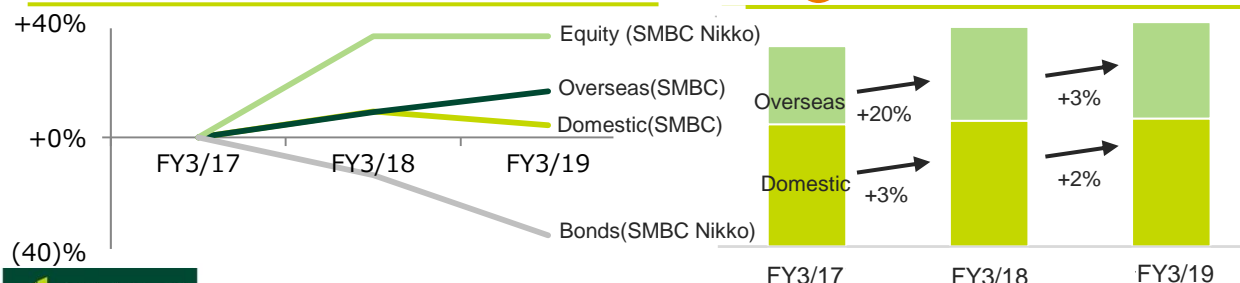 +40%
Equity (SMBC Nikko)
Overseas(SMBC)
Domestic(SMBC)
+0%
FY3/17
FY3/18
FY3/19
Bonds(SMBC Nikko)
(40)%
Overseas
+20%
+3%
Domestic
+3%
+2%
FY3/17
FY3/18
FY3/19